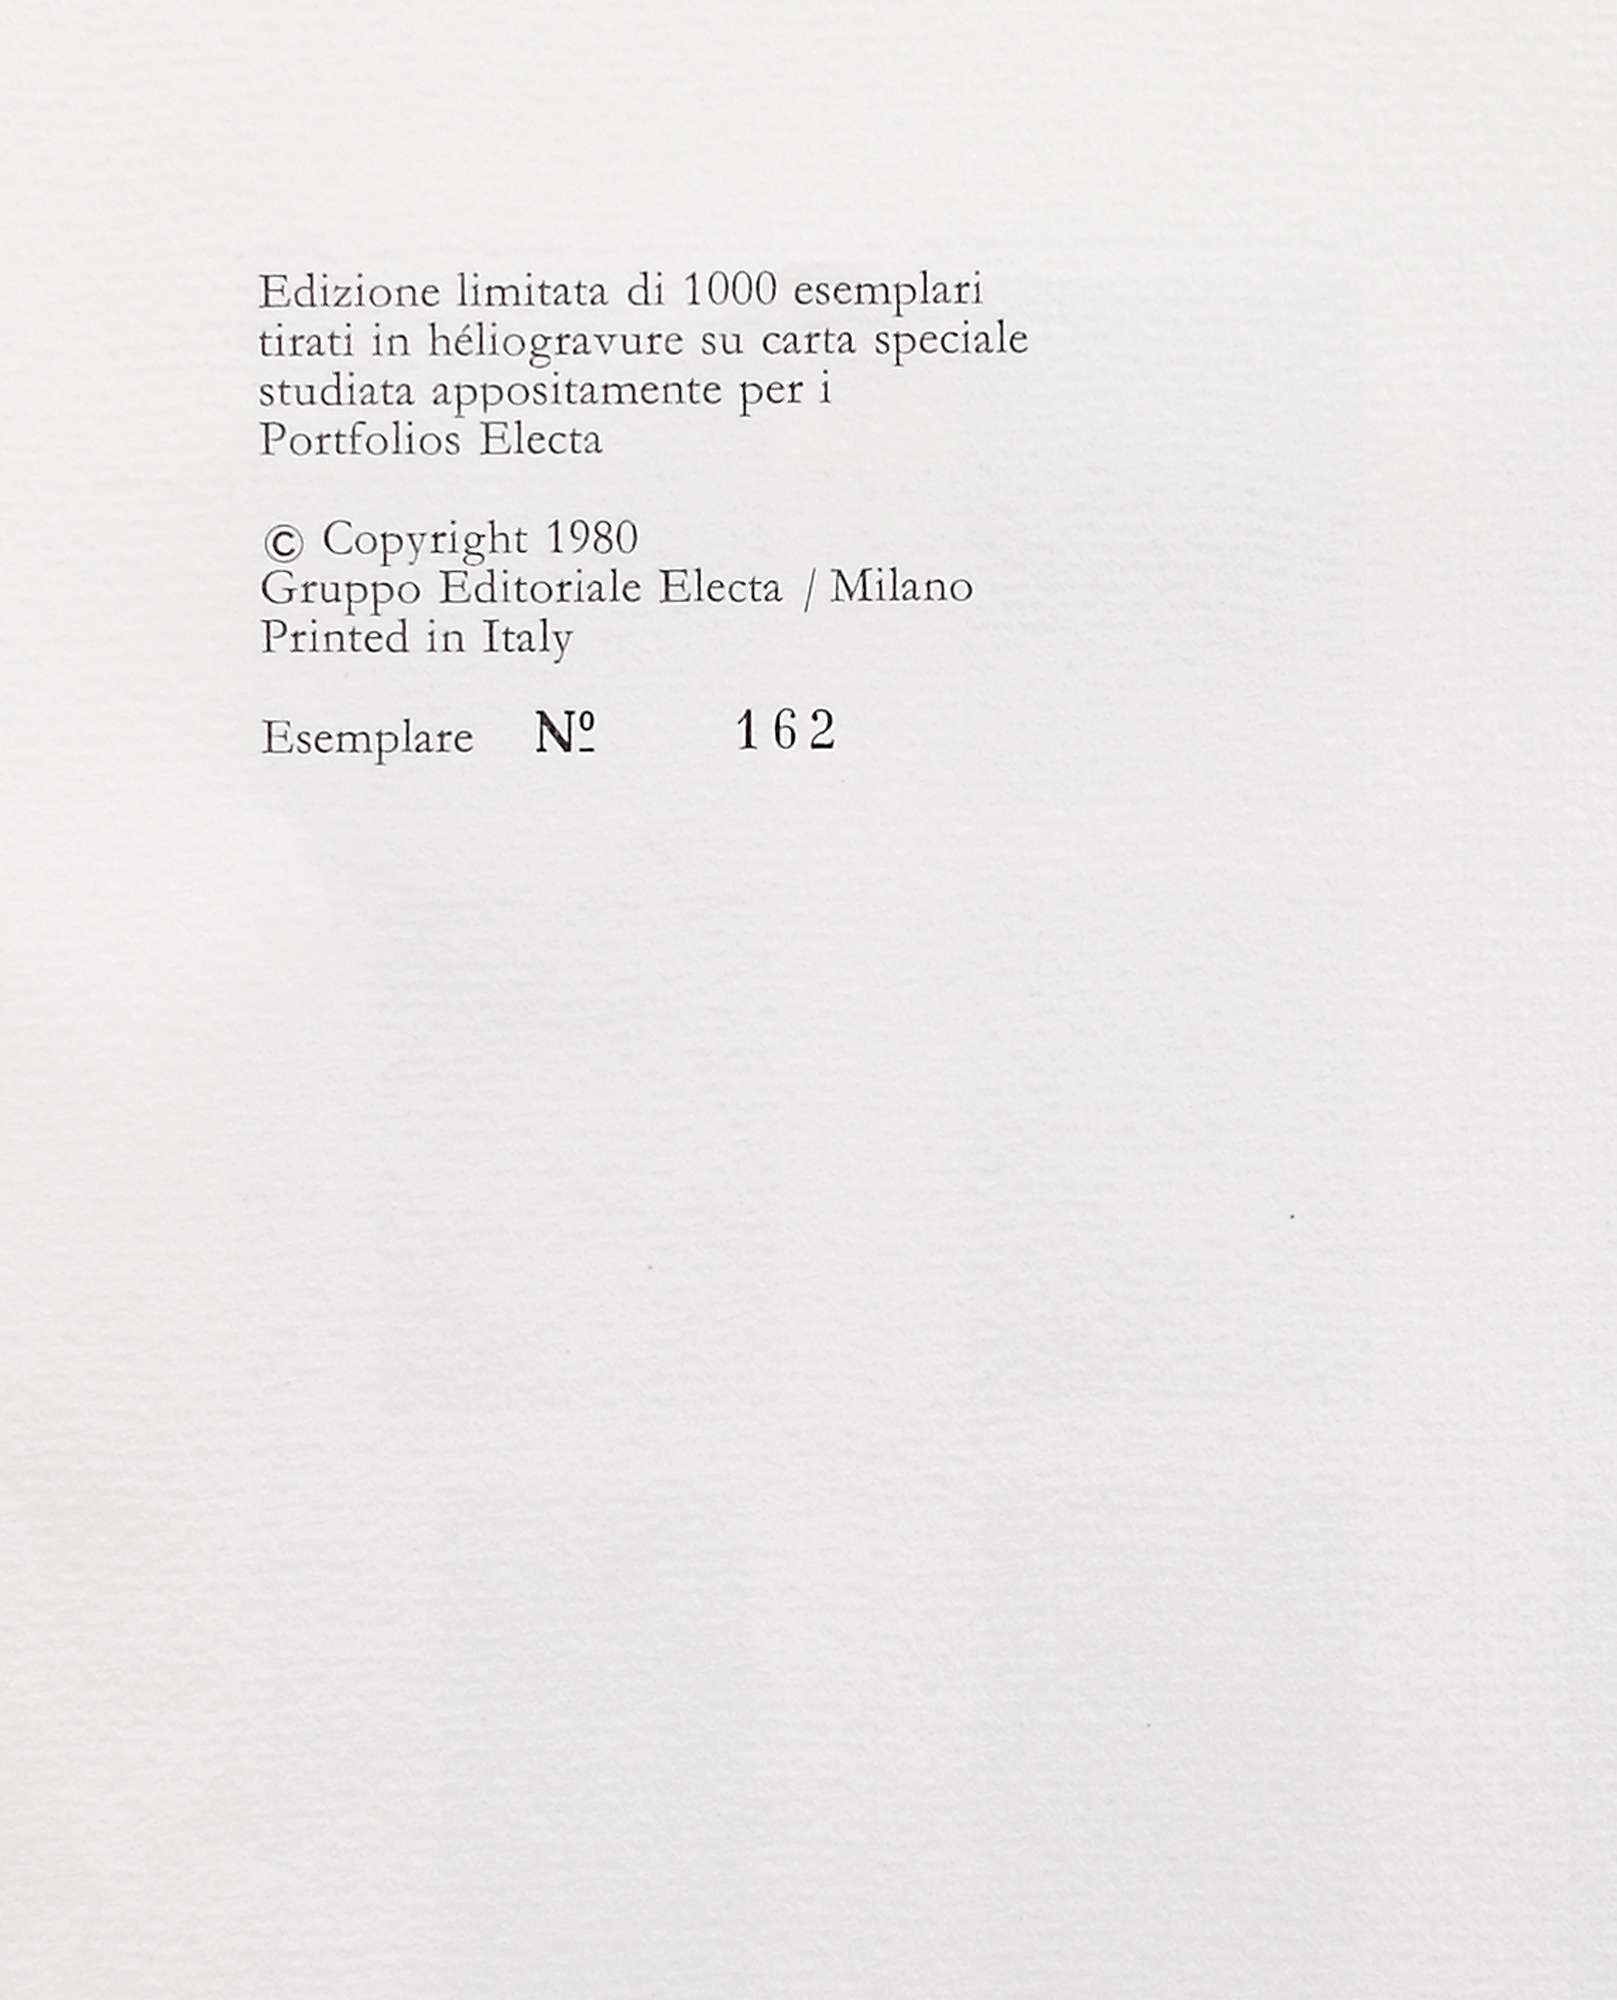 Edizione limitata di 1000 esemplari
tirati in héliogravure su carta speciale
studiata appositamente per i
Portfolios Electa
© Copyright 1980
Gruppo Editoriale Electa / Milano
Printed in Italy
Esemplare Nº 162